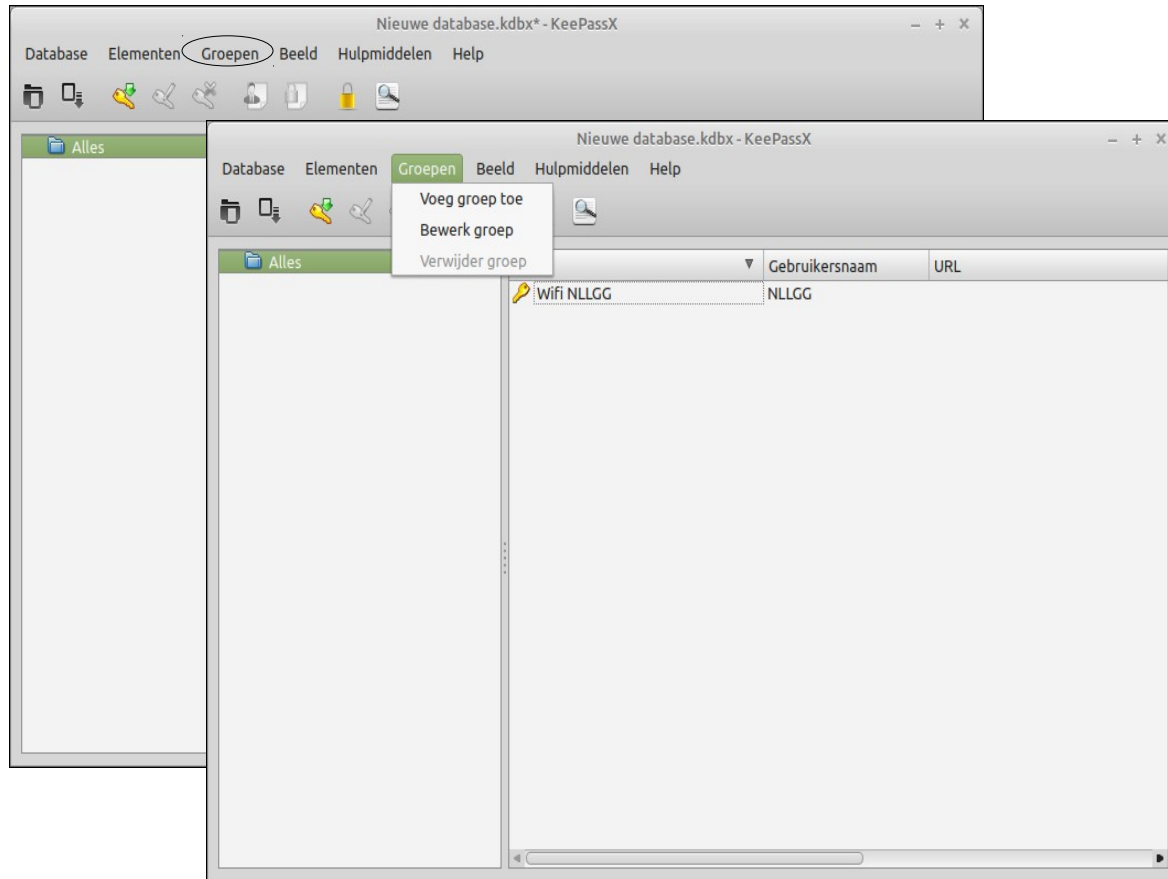 Nieuwe database.kdbx* - KeePassX
Database Elementen Groepen Beeld Hulpmiddelen Help
Alles
Nieuwe database.kdbx - KeePassX
Database Elementen Groepen Beeld Hulpmiddelen Help
Voeg groep toe
Bewerk groep
Verwijder groep
Alles
Gebruikersnaam URL
Wifi NLLGG NLLGG